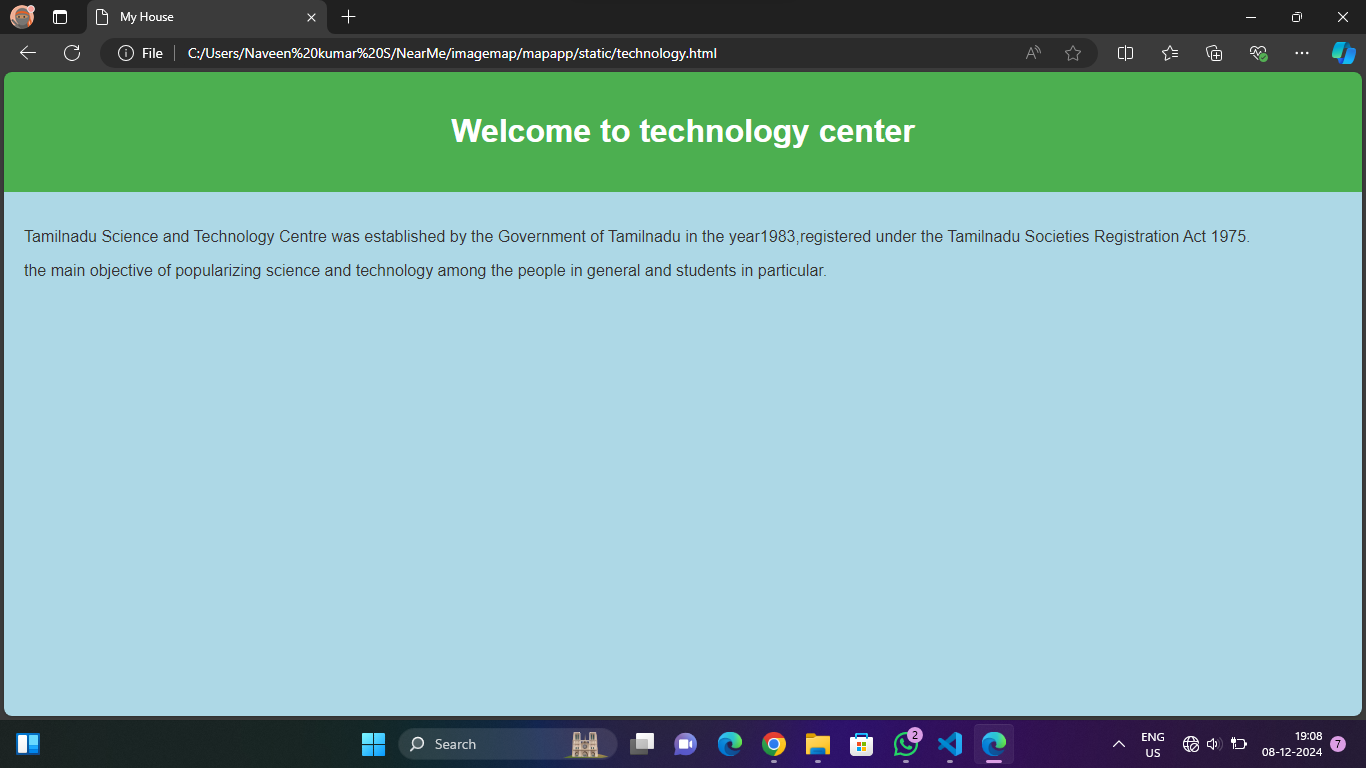 My House
File
C:/Users/Naveen%20kumar%20S/NearMe/imagemap/mapapp/static/technology.html
Welcome to technology center
Tamilnadu Science and Technology Centre was established by the Government of Tamilnadu in the year1983,registered under the Tamilnadu Societies Registration Act 1975.
the main objective of popularizing science and technology among the people in general and students in particular.
Search
2
ENG
US
19:08
08-12-2024
7